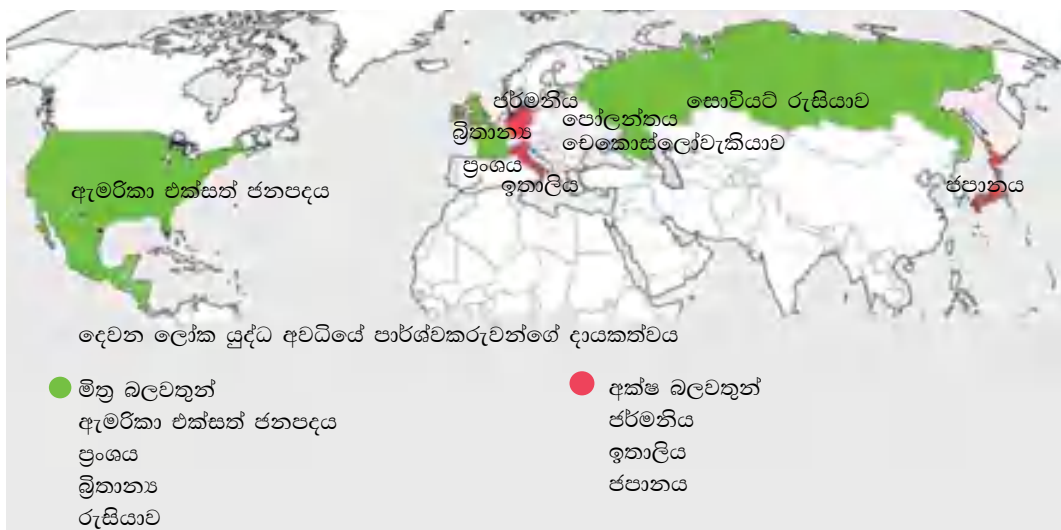 ජර්මනිය
සොවියට් රුසියාව
පෝලන්තය
බ්‍රිතාන්‍ය
චෙකොස්ලෝවැකියාව
ප්‍රංශය
ඉතාලිය
ඇමරිකා එක්සත් ජනපදය
ජපානය
දෙවන ලෝක යුද්ධ අවධියේ පාර්ශ්වකරුවන්ගේ දායකත්වය
මිත්‍ර බලවතුන්
ඇමරිකා එක්සත් ජනපදය
ප්‍රංශය
බ්‍රිතාන්‍ය
රුසියාව
අක්ෂ බලවතුන්
ජර්මනිය
ඉතාලිය
ජපානය